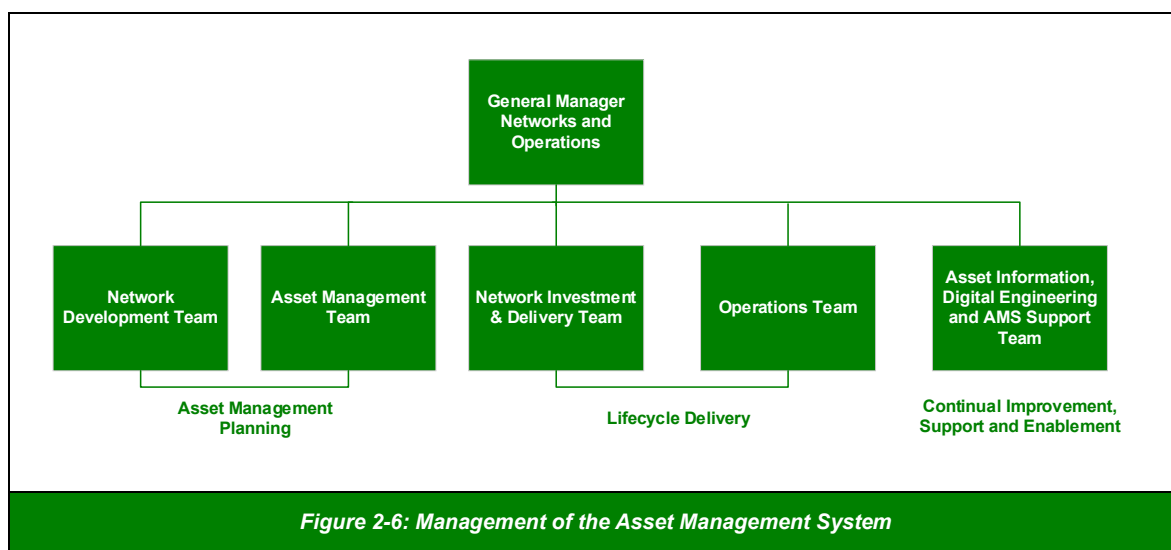 General Manager
Networks and
Operations
Network
Development Team
Asset Management
Team
Network Investment
& Delivery Team
Operations Team
Asset Information,
Digital Engineering
and AMS Support
Team
Asset Management
Planning
Lifecycle Delivery
Continual Improvement,
Support and Enablement
Figure 2-6: Management of the Asset Management System